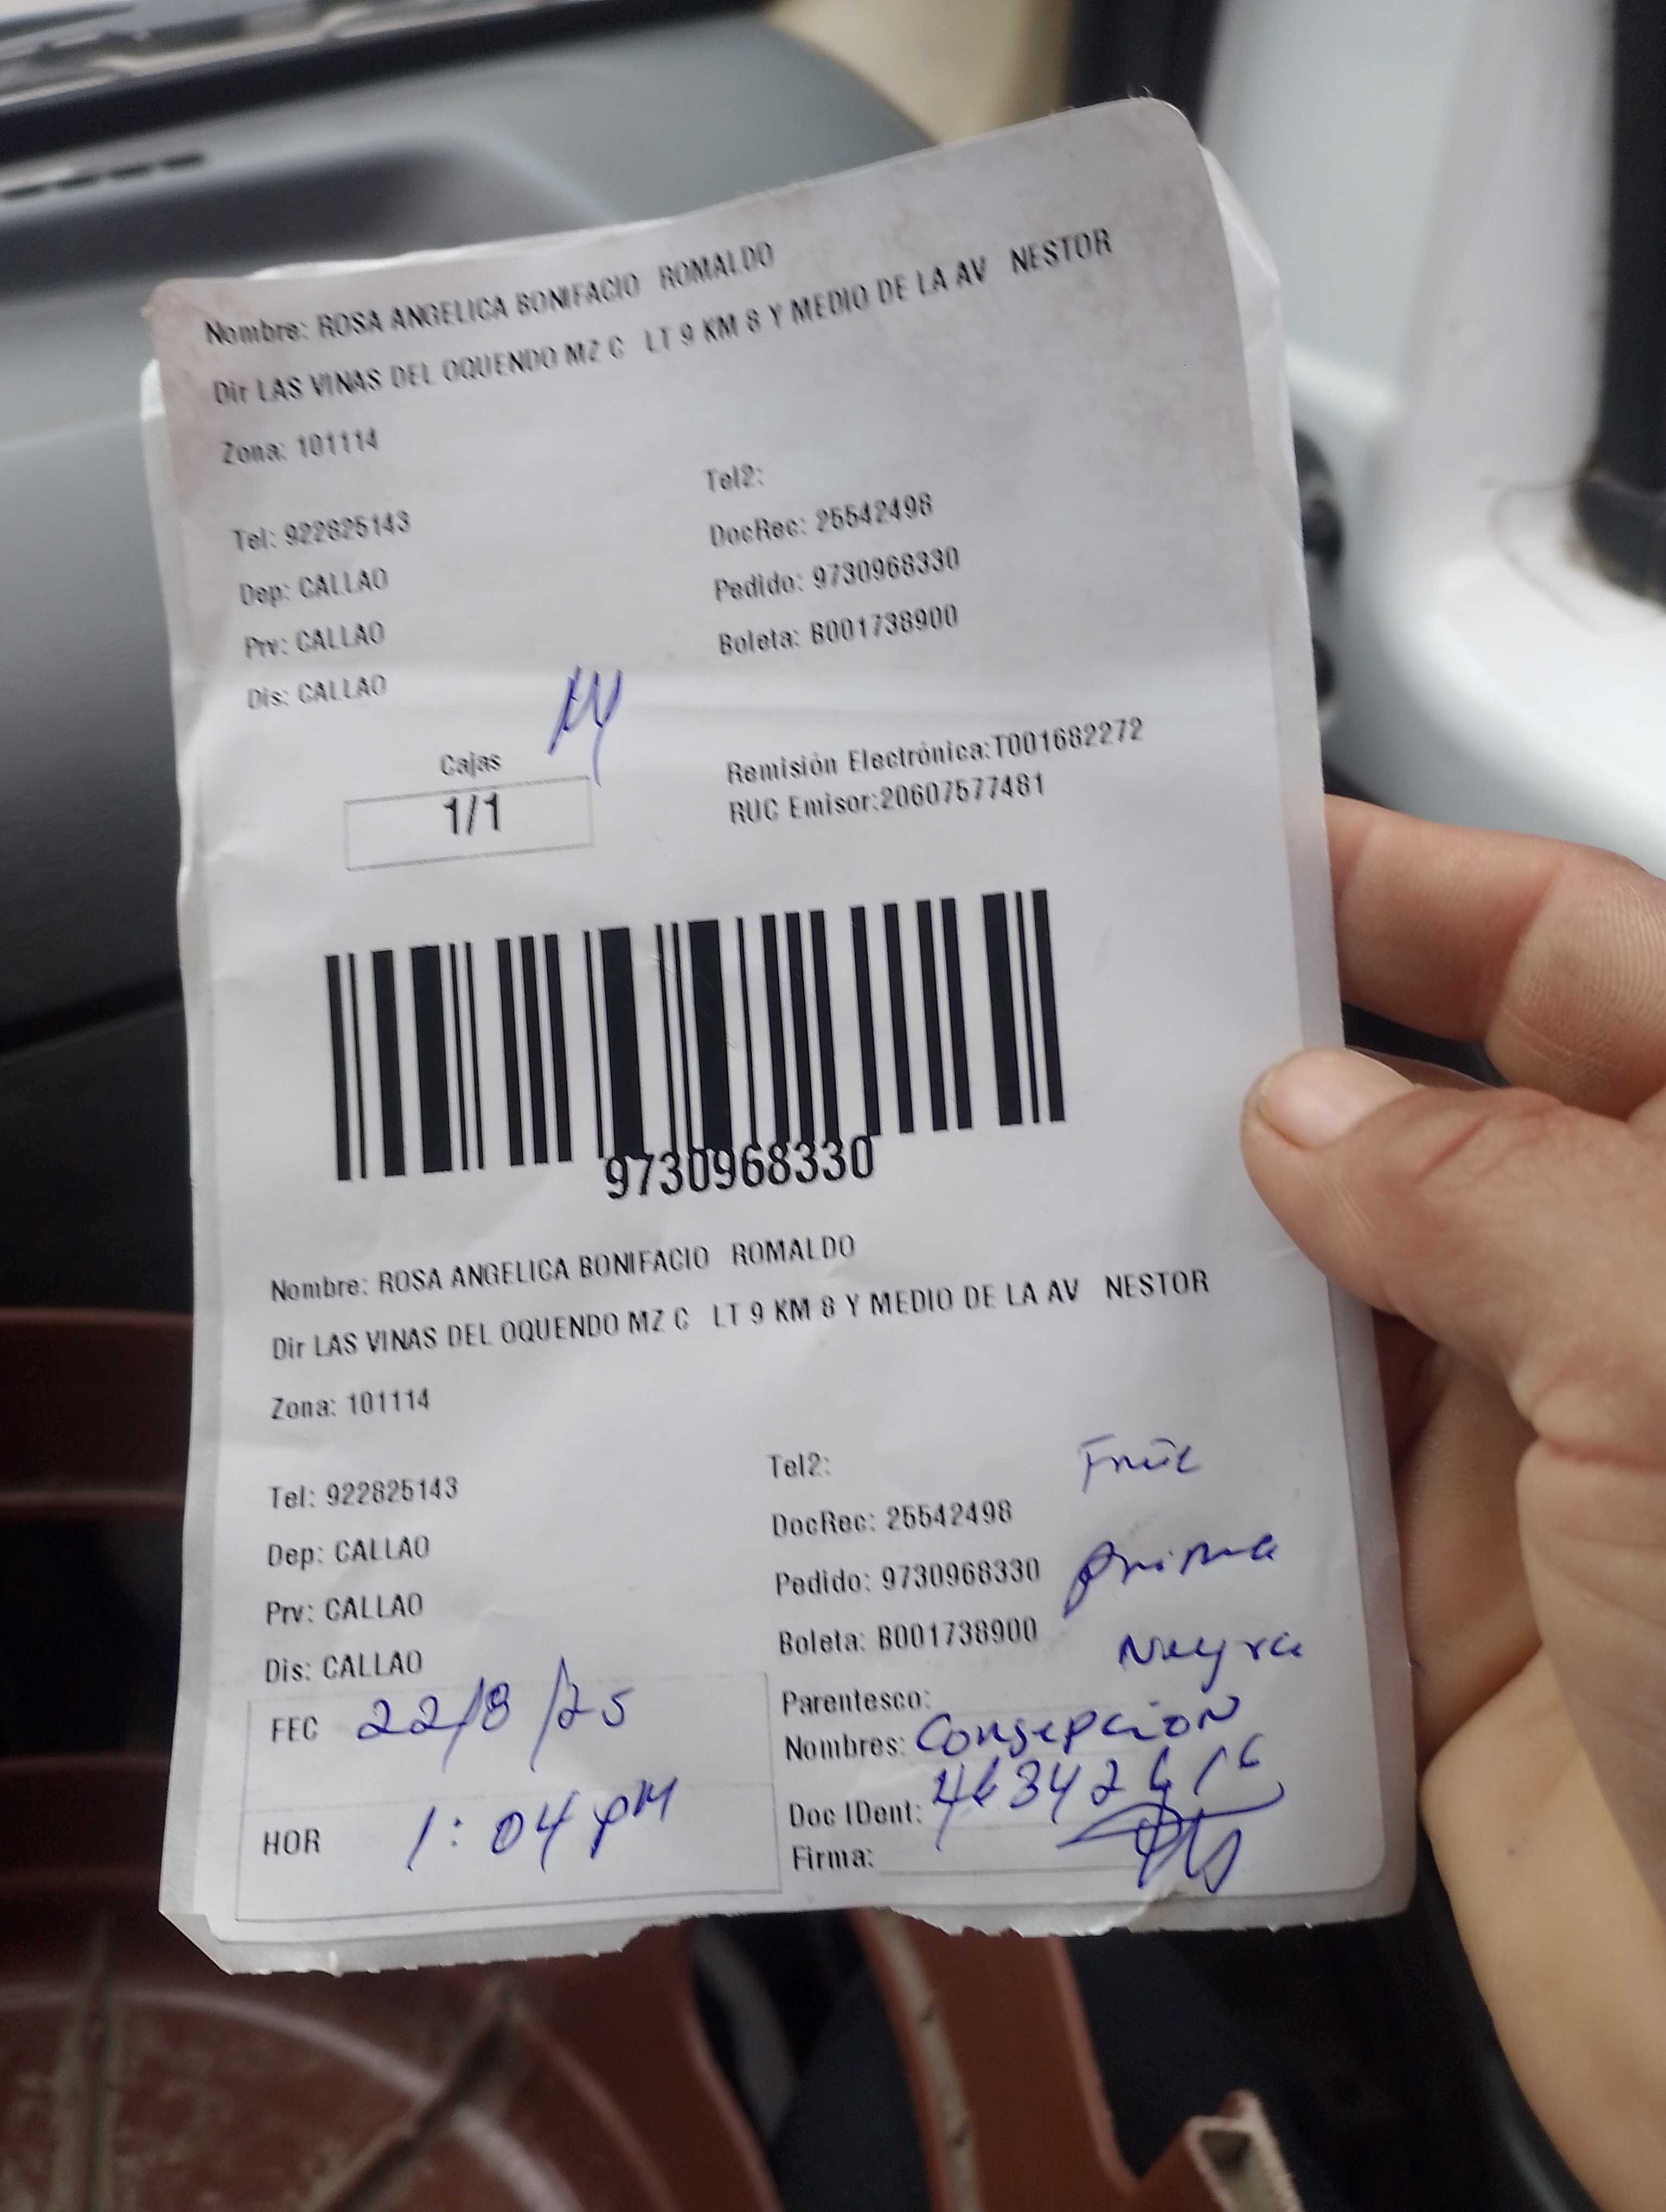 Nombre: ROSA ANGELICA BONIFACIO ROMALDO
Dir LAS VINAS DEL OQUENDO MZ C LT 9 KM 8 Y MEDIO DE LA AV NESTOR
Zona: 101114
Tel: 922825143
Tel2:
DocRec: 25542498
Dep: CALLAO
Pedido: 9730968330
Prv: CALLAO
Boleta: B001738900
Dis: CALLAO
Cajas
1/1
Remisión Electrónica:T001682272
RUC Emisor:20607577481
9730968330
Nombre: ROSA ANGELICA BONIFACIO ROMALDO
Dir LAS VINAS DEL OQUENDO MZ C LT 9 KM 8 Y MEDIO DE LA AV NESTOR
Zona: 101114
Tel: 922825143
Tel2:
DocRec: 25542498
Dep: CALLAO
Pedido: 9730968330
Prv: CALLAO
Boleta: B001738900
Dis: CALLAO
FEC 22/8/25
HOR 1:04 pM
Parentesco:
Nombres: Consepcion
Doc IDent:
Firma: